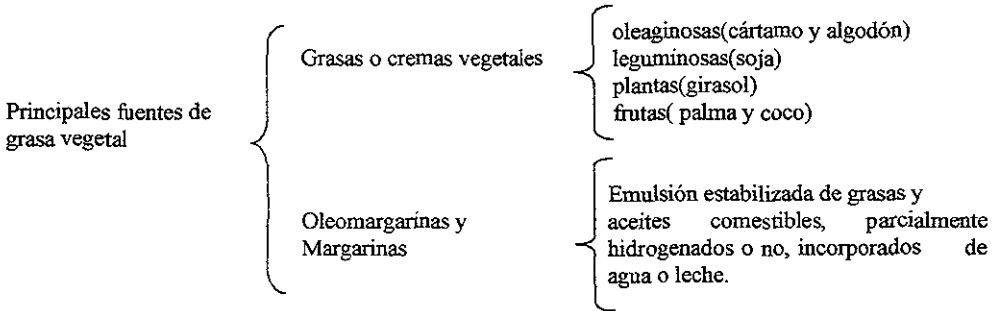 Principales fuentes de
grasa vegetal
Grasas o cremas vegetales
oleaginosas(cártamo y algodón)
leguminosas(soja)
plantas(girasol)
frutas( palma y coco)
Oleomargarinas y
Margarinas
Emulsión estabilizada de grasas y
aceites comestibles, parcialmente
hidrogenados o no, incorporados de
agua o leche.